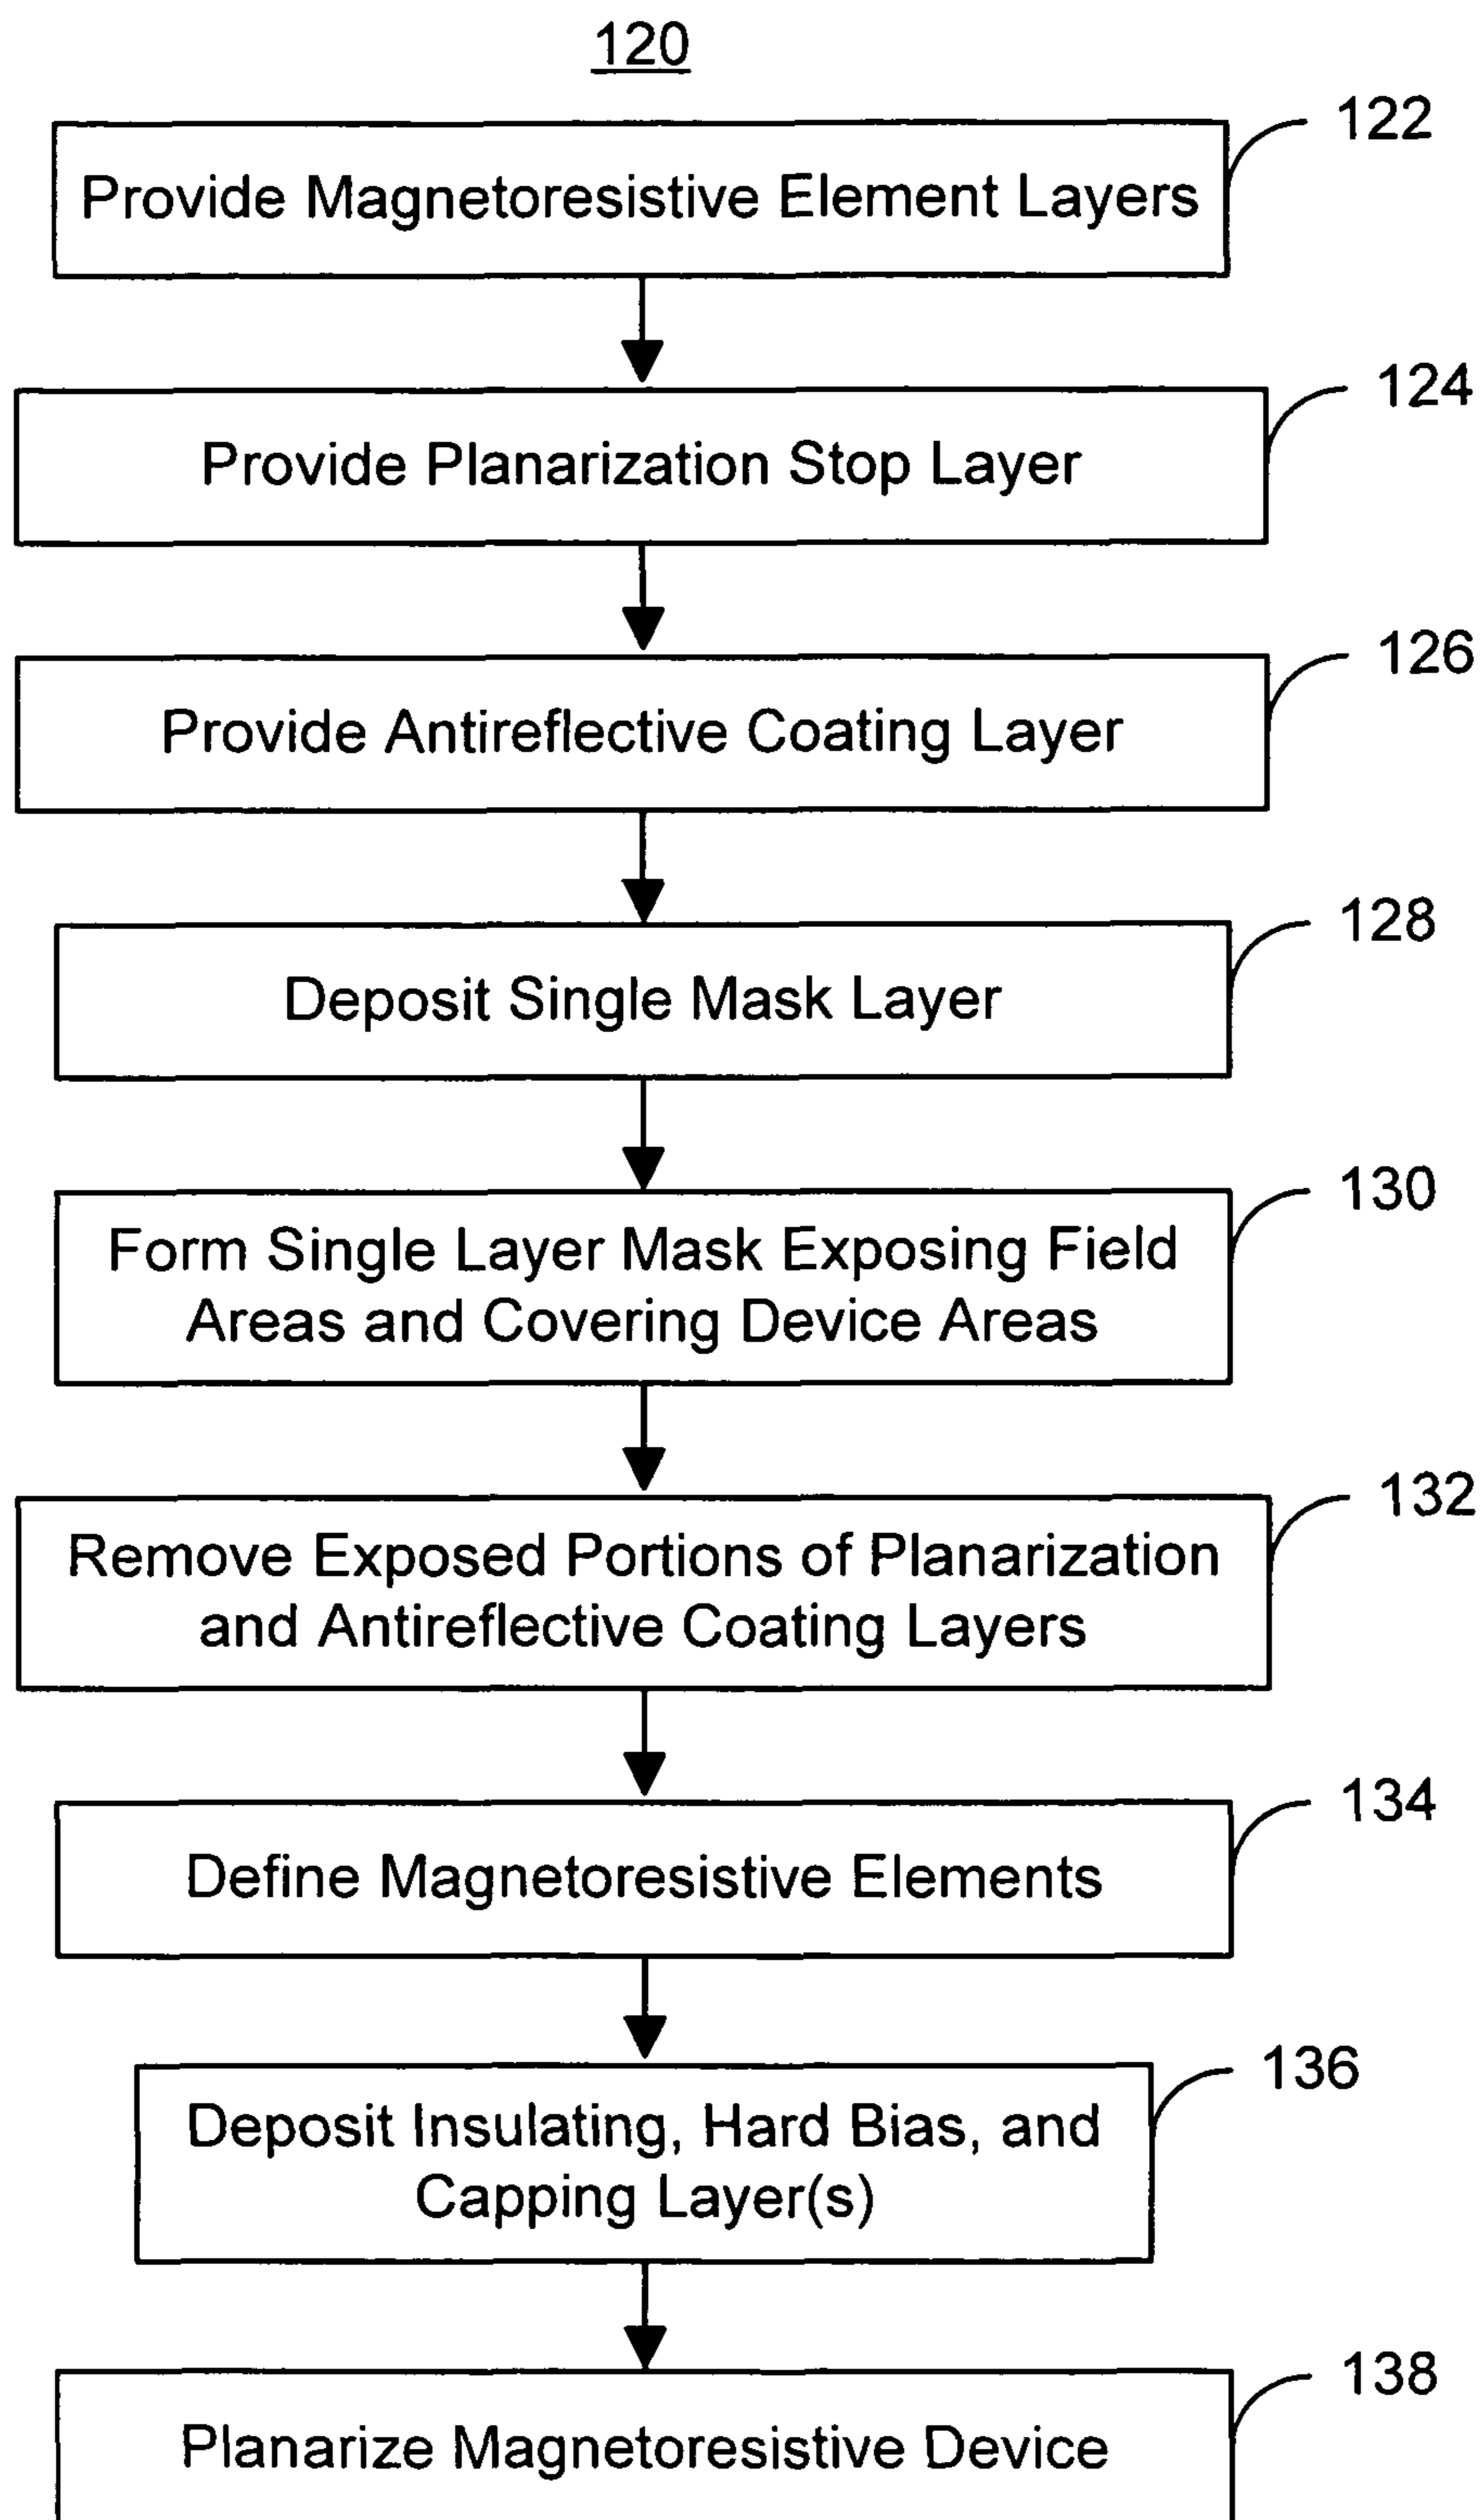 120
122
Provide Magnetoresistive Element Layers
124
Provide Planarization Stop Layer
126
Provide Antireflective Coating Layer
128
Deposit Single Mask Layer
130
Form Single Layer Mask Exposing Field
Areas and Covering Device Areas
132
Remove Exposed Portions of Planarization
and Antireflective Coating Layers
134
Define Magnetoresistive Elements
136
Deposit Insulating, Hard Bias, and
Capping Layer(s)
138
Planarize Magnetoresistive Device